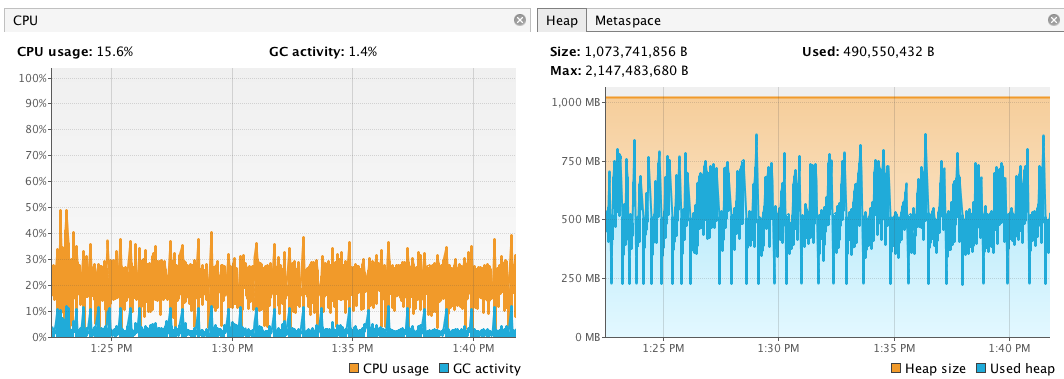 CPU
CPU usage: 15.6% GC activity: 1.4%
100%
90%
80%
70%
60%
50%
40%
30%
20%
10%
0%
1:25 PM 1:30 PM 1:35 PM 1:40 PM
CPU usage GC activity
Heap Metaspace
Size: 1,073,741,856 B Used: 490,550,432 B
Max: 2,147,483,680 B
1,000 MB
750 MB
500 MB
250 MB
0 MB
1:25 PM 1:30 PM 1:35 PM 1:40 PM
Heap size Used heap